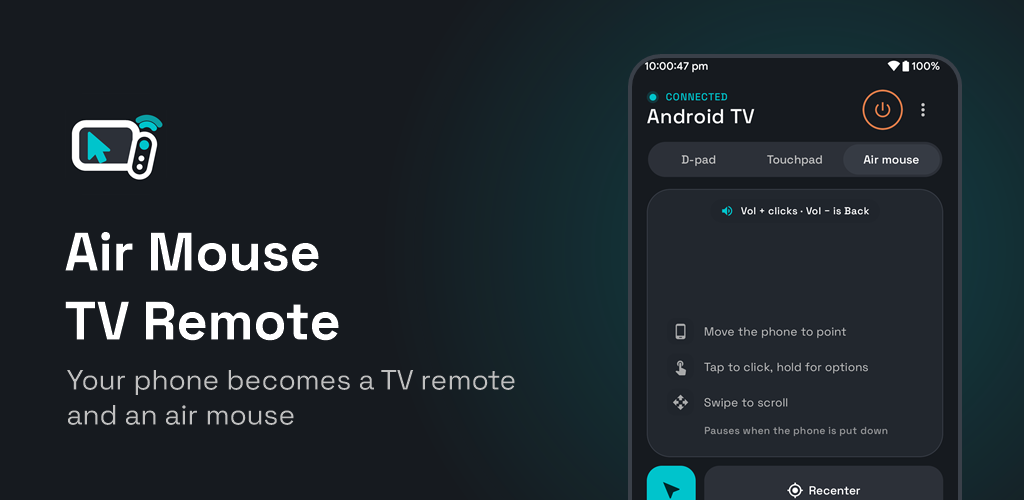 Air Mouse
TV Remote
Your phone becomes a TV remote
and an air mouse
10:00:47 pm
100%
CONNECTED
Android TV
D-pad
Touchpad
Air mouse
Vol + clicks · Vol − is Back
Move the phone to point
Tap to click, hold for options
Swipe to scroll
Pauses when the phone is put down
Recenter